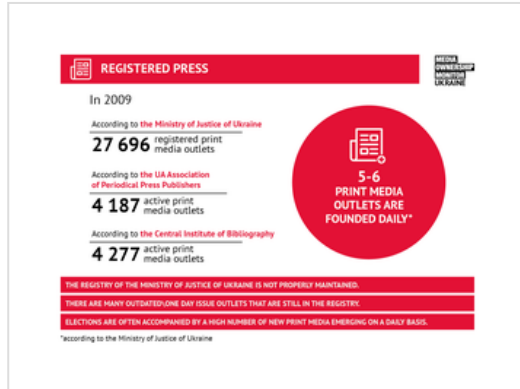 REGISTERED PRESS
MEDIA
OWNERSHIP
MONITOR
UKRAINE
In 2009
According to the Ministry of Justice of Ukraine
27 696 registered print
media outlets
According to the UA Association
of Periodical Press Publishers
4 187 active print
media outlets
According to the Central Institute of Bibliography
4 277 active print
media outlets
5-6
PRINT MEDIA
OUTLETS ARE
FOUNDED DAILY*
THE REGISTRY OF THE MINISTRY OF JUSTICE OF UKRAINE IS NOT PROPERLY MAINTAINED.
THERE ARE MANY OUTDATED\ONE DAY ISSUE OUTLETS THAT ARE STILL IN THE REGISTRY.
ELECTIONS ARE OFTEN ACCOMPANIED BY A HIGH NUMBER OF NEW PRINT MEDIA EMERGING ON A DAILY BASIS.
*according to the Ministry of Justice of Ukraine